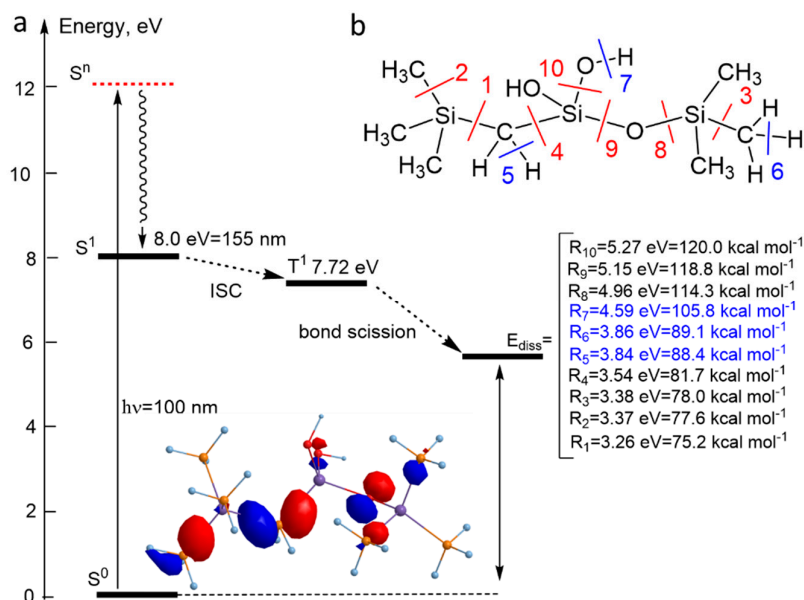 a
Energy, eV
12
10
8
6
4
2
0
Sⁿ
S¹
8.0 eV=155 nm
ISC
T¹ 7.72 eV
bond scission
E_diss=
hν=100 nm
S⁰
b
H₃C
2
1
H₃C
Si
H₃C
C
H
H
5
4
HO
10
O
H
7
Si
9
O
8
Si
CH₃
3
CH₃
C
H
H
H
6
R₁₀=5.27 eV=120.0 kcal mol⁻¹
R₉=5.15 eV=118.8 kcal mol⁻¹
R₈=4.96 eV=114.3 kcal mol⁻¹
R₇=4.59 eV=105.8 kcal mol⁻¹
R₆=3.86 eV=89.1 kcal mol⁻¹
R₅=3.84 eV=88.4 kcal mol⁻¹
R₄=3.54 eV=81.7 kcal mol⁻¹
R₃=3.38 eV=78.0 kcal mol⁻¹
R₂=3.37 eV=77.6 kcal mol⁻¹
R₁=3.26 eV=75.2 kcal mol⁻¹